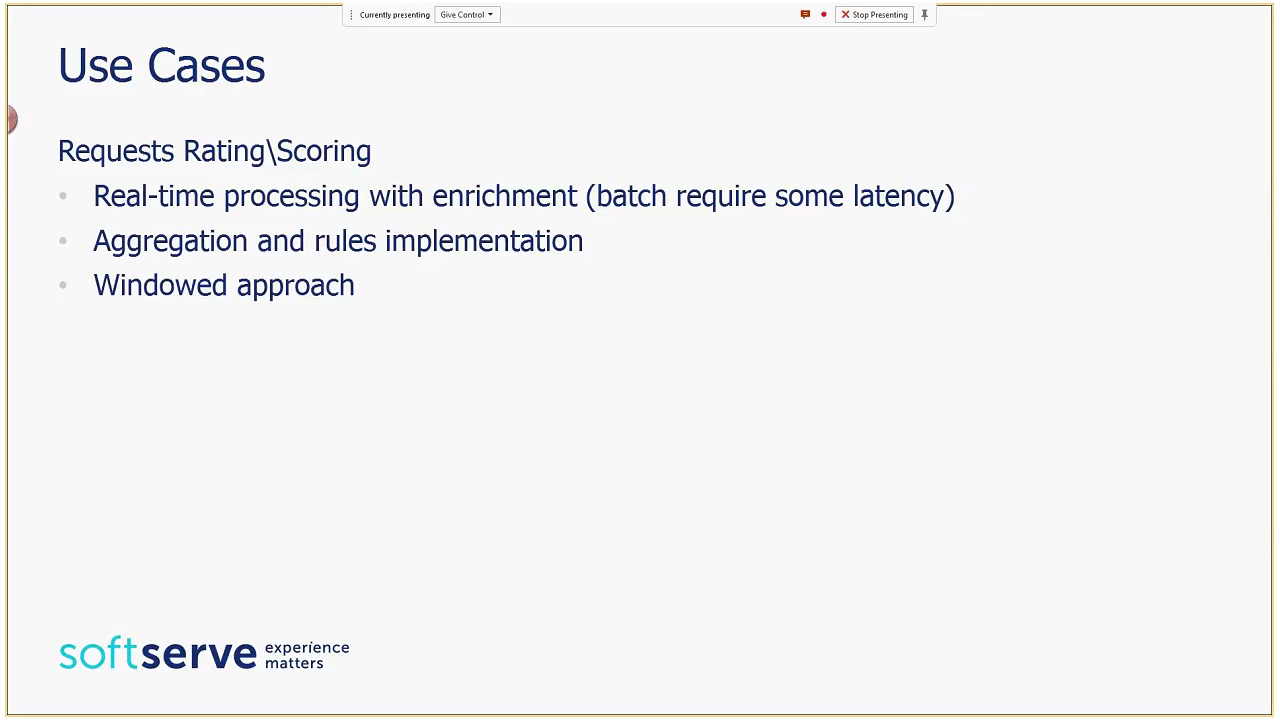 Currently presenting Give Control Stop Presenting
Use Cases
Requests Rating\Scoring
• Real-time processing with enrichment (batch require some latency)
• Aggregation and rules implementation
• Windowed approach
softserve experience
matters